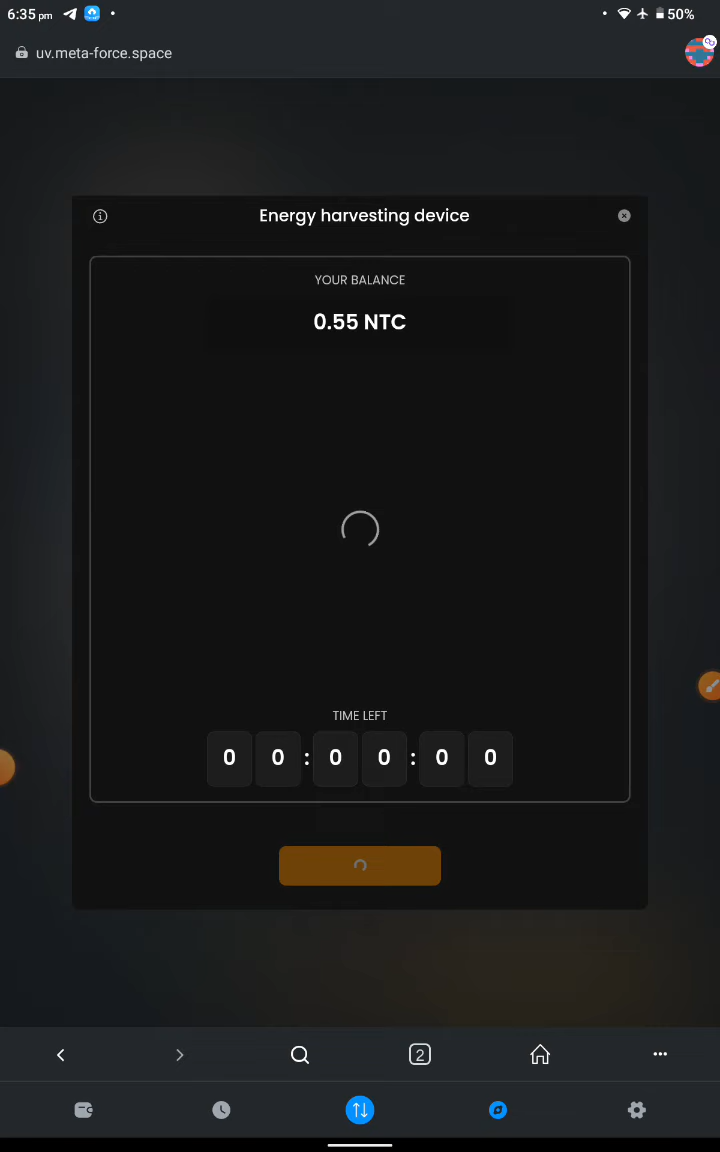 6:35 pm
50%
uv.meta-force.space
Energy harvesting device
YOUR BALANCE
0.55 NTC
TIME LEFT
0 0 : 0 0 : 0 0
2